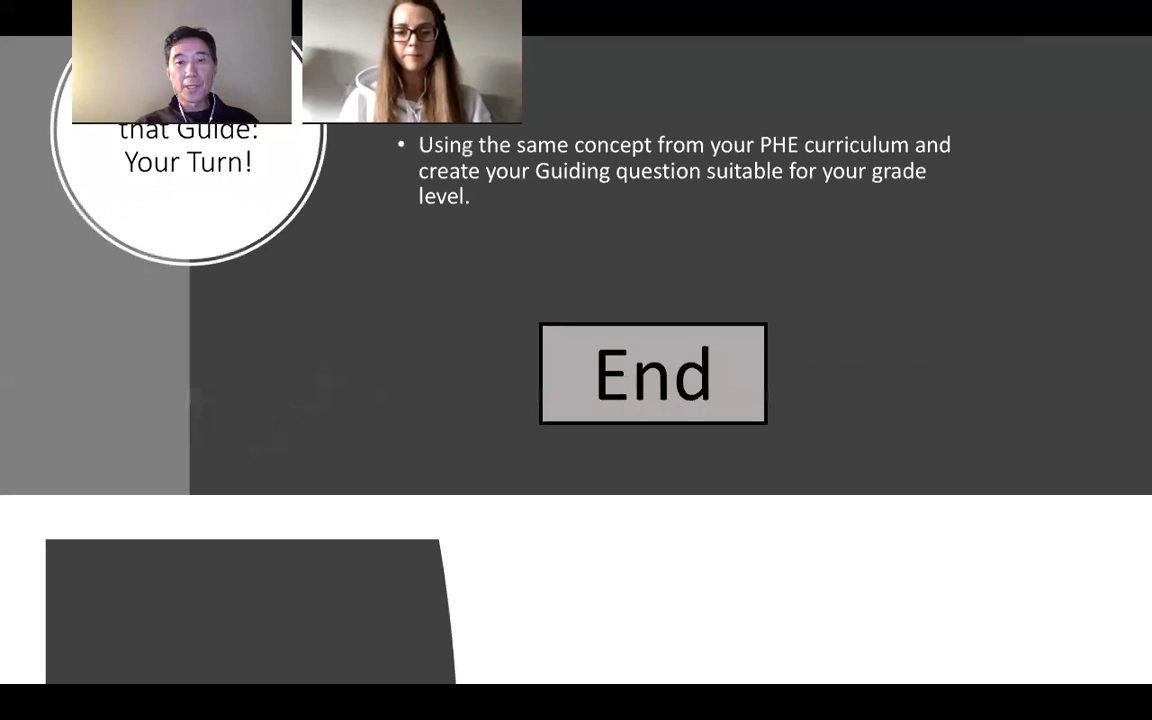 that Guide:
Your Turn!
• Using the same concept from your PHE curriculum and
create your Guiding question suitable for your grade
level.
End